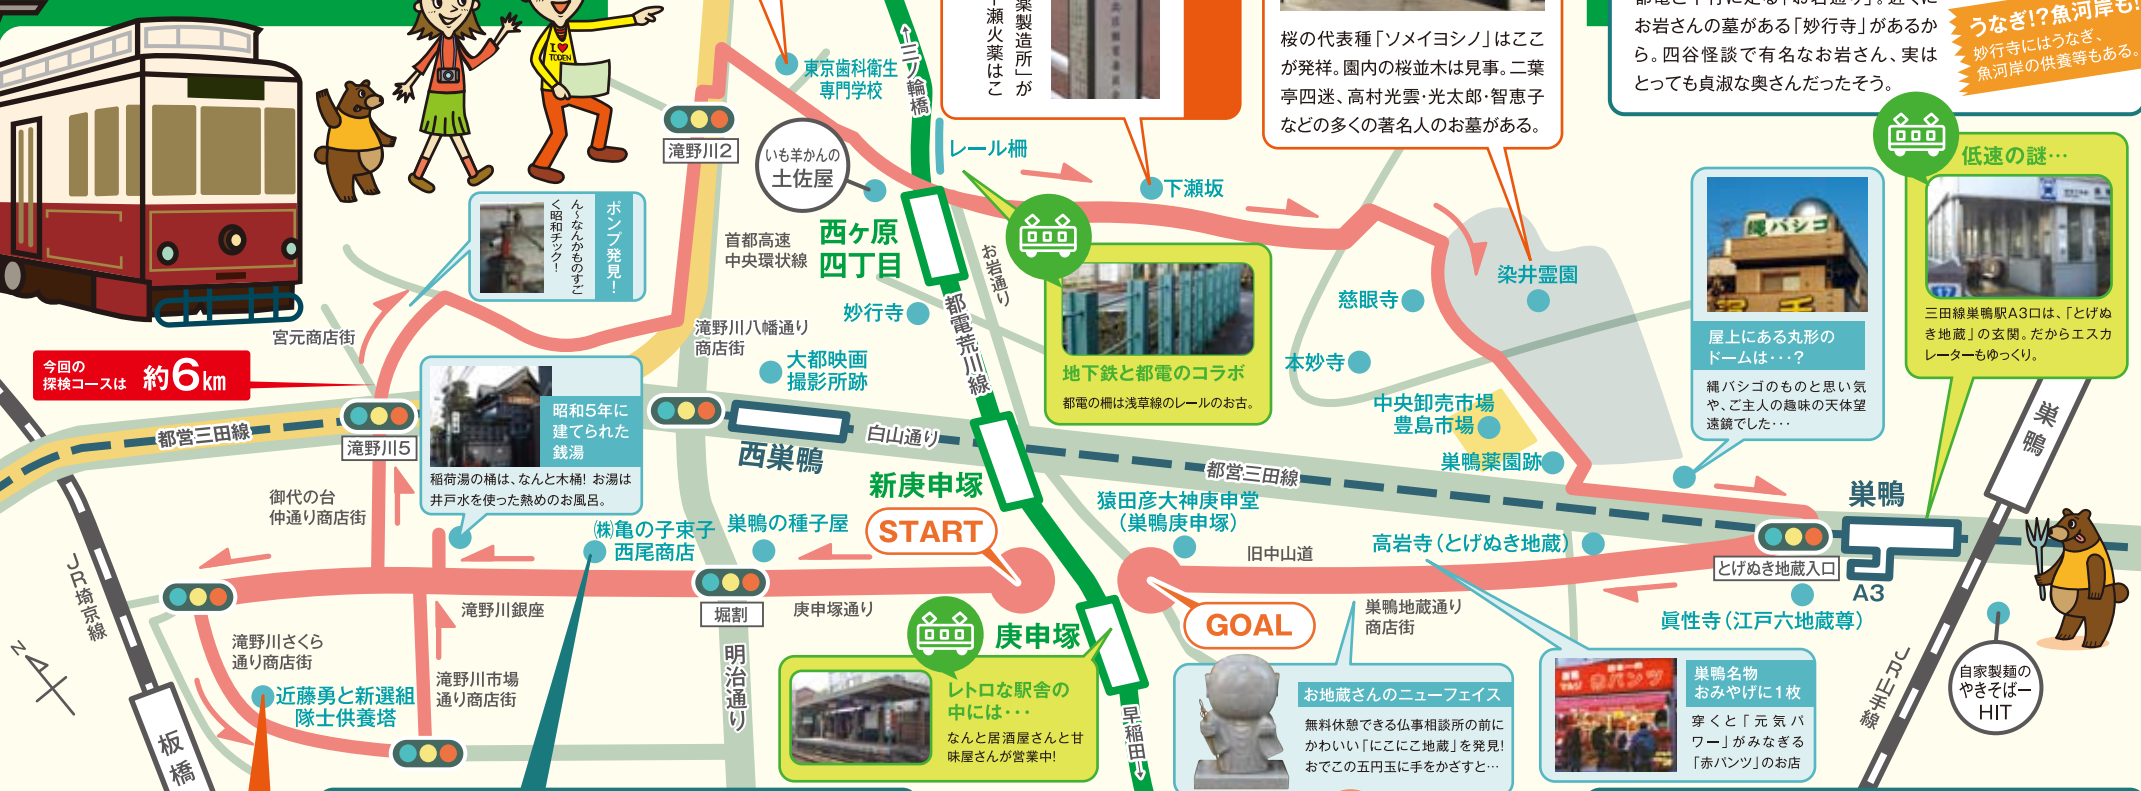 東京歯科衛生
専門学校
←三ノ輪橋
I ♥
TODEN
薬製造所」が
下瀬火薬はこ
桜の代表種「ソメイヨシノ」はここ
が発祥。園内の桜並木は見事。二葉
亭四迷、高村光雲・光太郎・智恵子
などの多くの著名人のお墓がある。
お岩さんの墓がある「妙行寺」があるか
ら。四谷怪談で有名なお岩さん、実は
とっても貞淑な奥さんだったそう。
うなぎ!?魚河岸も!
妙行寺にはうなぎ、
魚河岸の供養等もある。
滝野川2
いも羊かんの
土佐屋
レール柵
下瀬坂
西ヶ原
四丁目
首都高速
中央環状線
お岩通り
ポンプ発見!
ん〜なんかものすご
く昭和チック!
低速の謎…
三田線巣鴨駅A3口は、「とげぬ
き地蔵」の玄関。だからエスカ
レーターもゆっくり。
縄バシゴ
屋上にある丸形の
ドームは・・・?
縄バシゴのものと思い気
や、ご主人の趣味の天体望
遠鏡でした・・・
染井霊園
慈眼寺
本妙寺
妙行寺
都電荒川線
地下鉄と都電のコラボ
都電の柵は浅草線のレールのお古。
宮元商店街
滝野川八幡通り
商店街
大都映画
撮影所跡
今回の
探検コースは 約6km
都営三田線
滝野川5
昭和5年に
建てられた
銭湯
稲荷湯の桶は、なんと木桶! お湯は
井戸水を使った熱めのお風呂。
西巣鴨
白山通り
都営三田線
中央卸売市場
豊島市場
巣鴨薬園跡
巣鴨
巣鴨
新庚申塚
START
猿田彦大神庚申堂
(巣鴨庚申塚)
御代の台
仲通り商店街
㈱亀の子束子
西尾商店
巣鴨の種子屋
旧中山道
高岩寺(とげぬき地蔵)
とげぬき地蔵入口
A3
JR埼京線
N
滝野川銀座
堀割
庚申塚通り
庚申塚
GOAL
巣鴨地蔵通り
商店街
眞性寺(江戸六地蔵尊)
滝野川さくら
通り商店街
滝野川市場
通り商店街
近藤勇と新選組
隊士供養塔
明治通り
レトロな駅舎の
中には・・・
なんと居酒屋さんと甘
味屋さんが営業中!
早稲田→
お地蔵さんのニューフェイス
無料休憩できる仏事相談所の前に
かわいい「にこにこ地蔵」を発見!
おでこの五円玉に手をかざすと…
巣鴨名物
おみやげに1枚
穿くと「元気パ
ワー」がみなぎる
「赤パンツ」のお店
JR山手線
自家製麺の
やきそばー
HIT
板橋